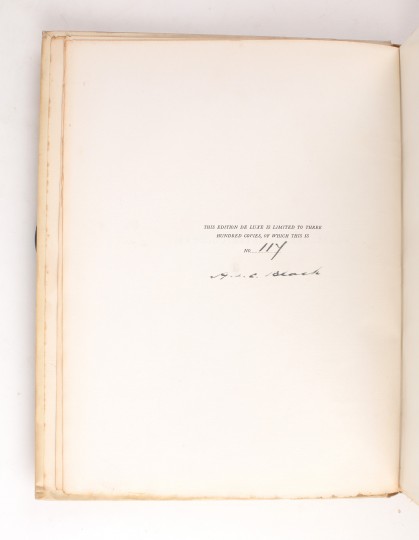 THIS EDITION DE LUXE IS LIMITED TO THREE
HUNDRED COPIES, OF WHICH THIS IS
No. 117
A. & C. Black